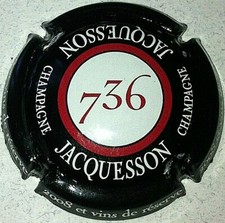 JACQUESSON
CHAMPAGNE
736
CHAMPAGNE
JACQUESSON
2008 et vins de réserve